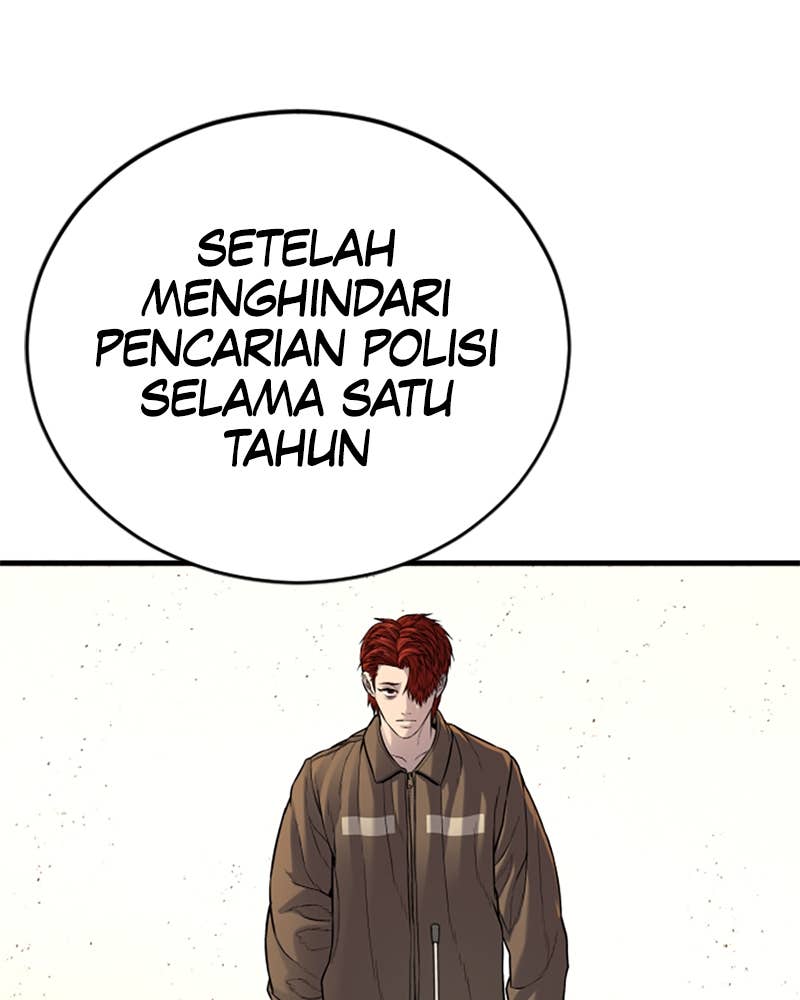 SETELAH
MENGHINDARI
PENCARIAN POLISI
SELAMA SATU
TAHUN